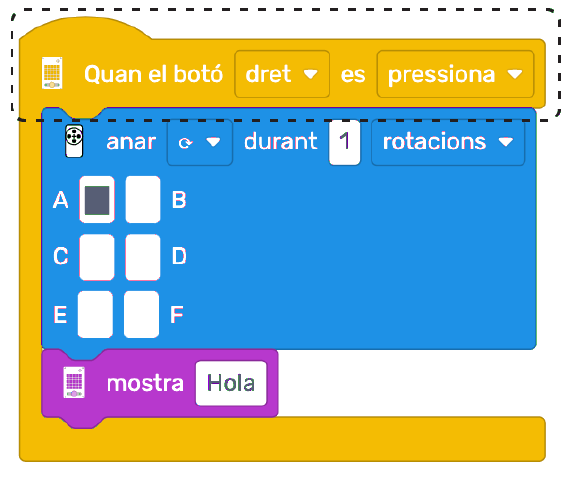 Quan el botó dret es pressiona
anar ⟳ durant 1 rotacions
A B
C D
E F
mostra Hola